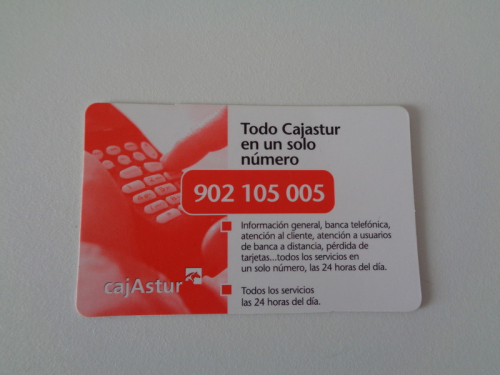 Todo Cajastur
en un solo
número
902 105 005
Información general, banca telefónica,
atención al cliente, atención a usuarios
de banca a distancia, pérdida de
tarjetas...todos los servicios en
un solo número, las 24 horas del día.
Todos los servicios
las 24 horas del día.
cajAstur